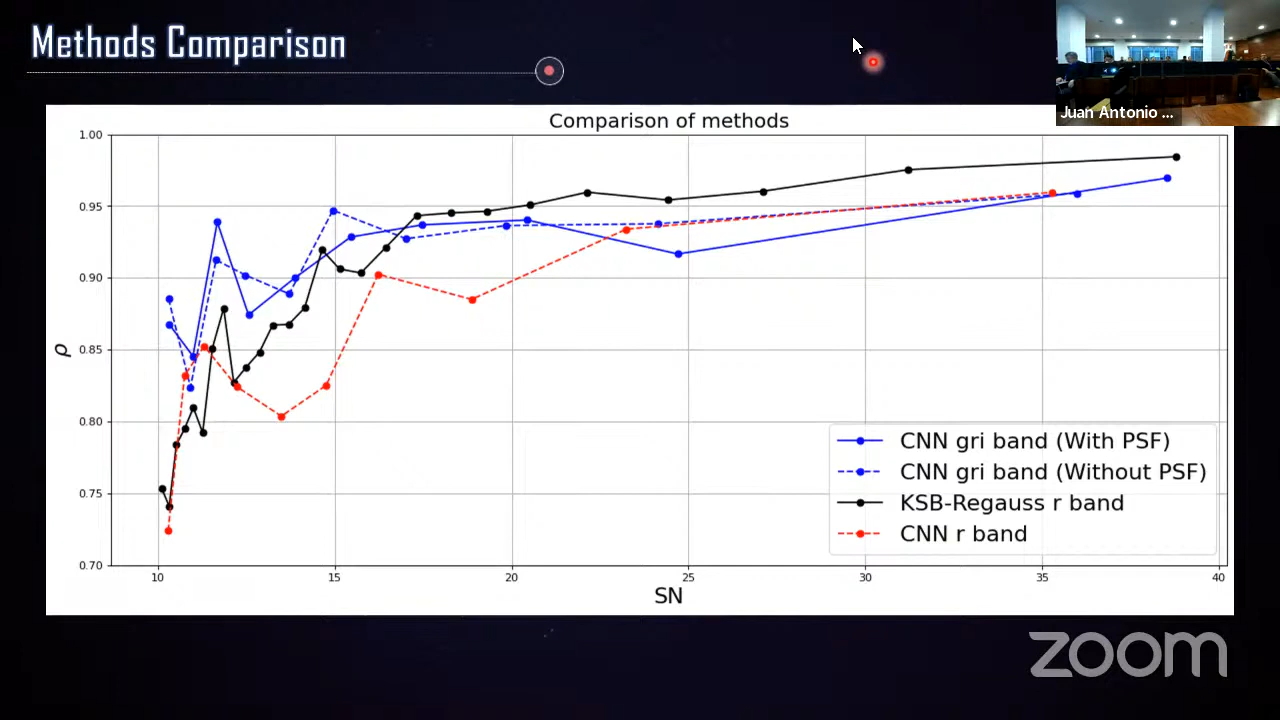 Methods Comparison
Juan Antonio ...
Comparison of methods
1.00
0.95
0.90
0.85
0.80
0.75
0.70
ρ
10 15 20 25 30 35 40
SN
CNN gri band (With PSF)
CNN gri band (Without PSF)
KSB-Regauss r band
CNN r band
zoom